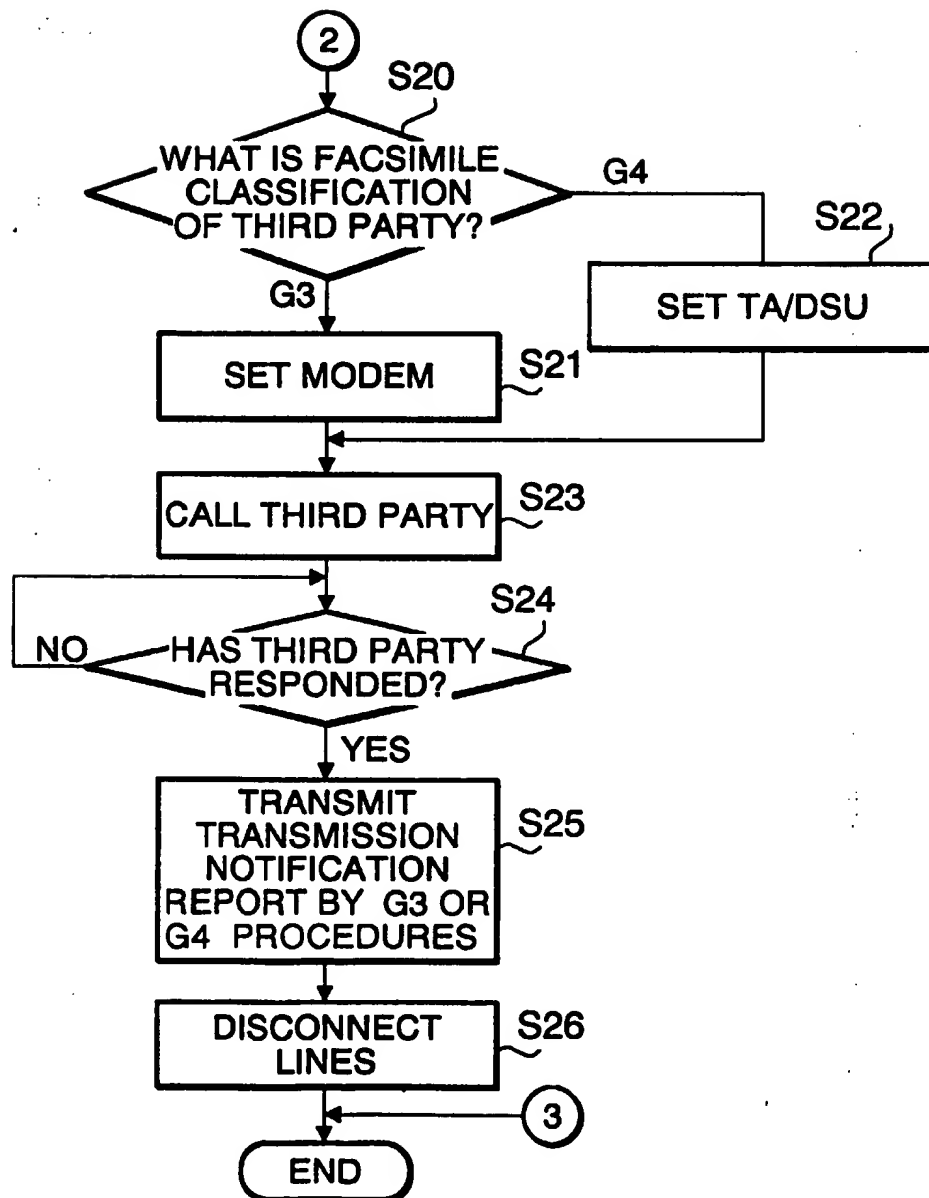 2
S20
WHAT IS FACSIMILE
CLASSIFICATION
OF THIRD PARTY?
G4
S22
SET TA/DSU
G3
S21
SET MODEM
S23
CALL THIRD PARTY
S24
NO
HAS THIRD PARTY
RESPONDED?
YES
TRANSMIT
TRANSMISSION
NOTIFICATION
REPORT BY G3 OR
G4 PROCEDURES
S25
DISCONNECT
LINES
S26
3
END